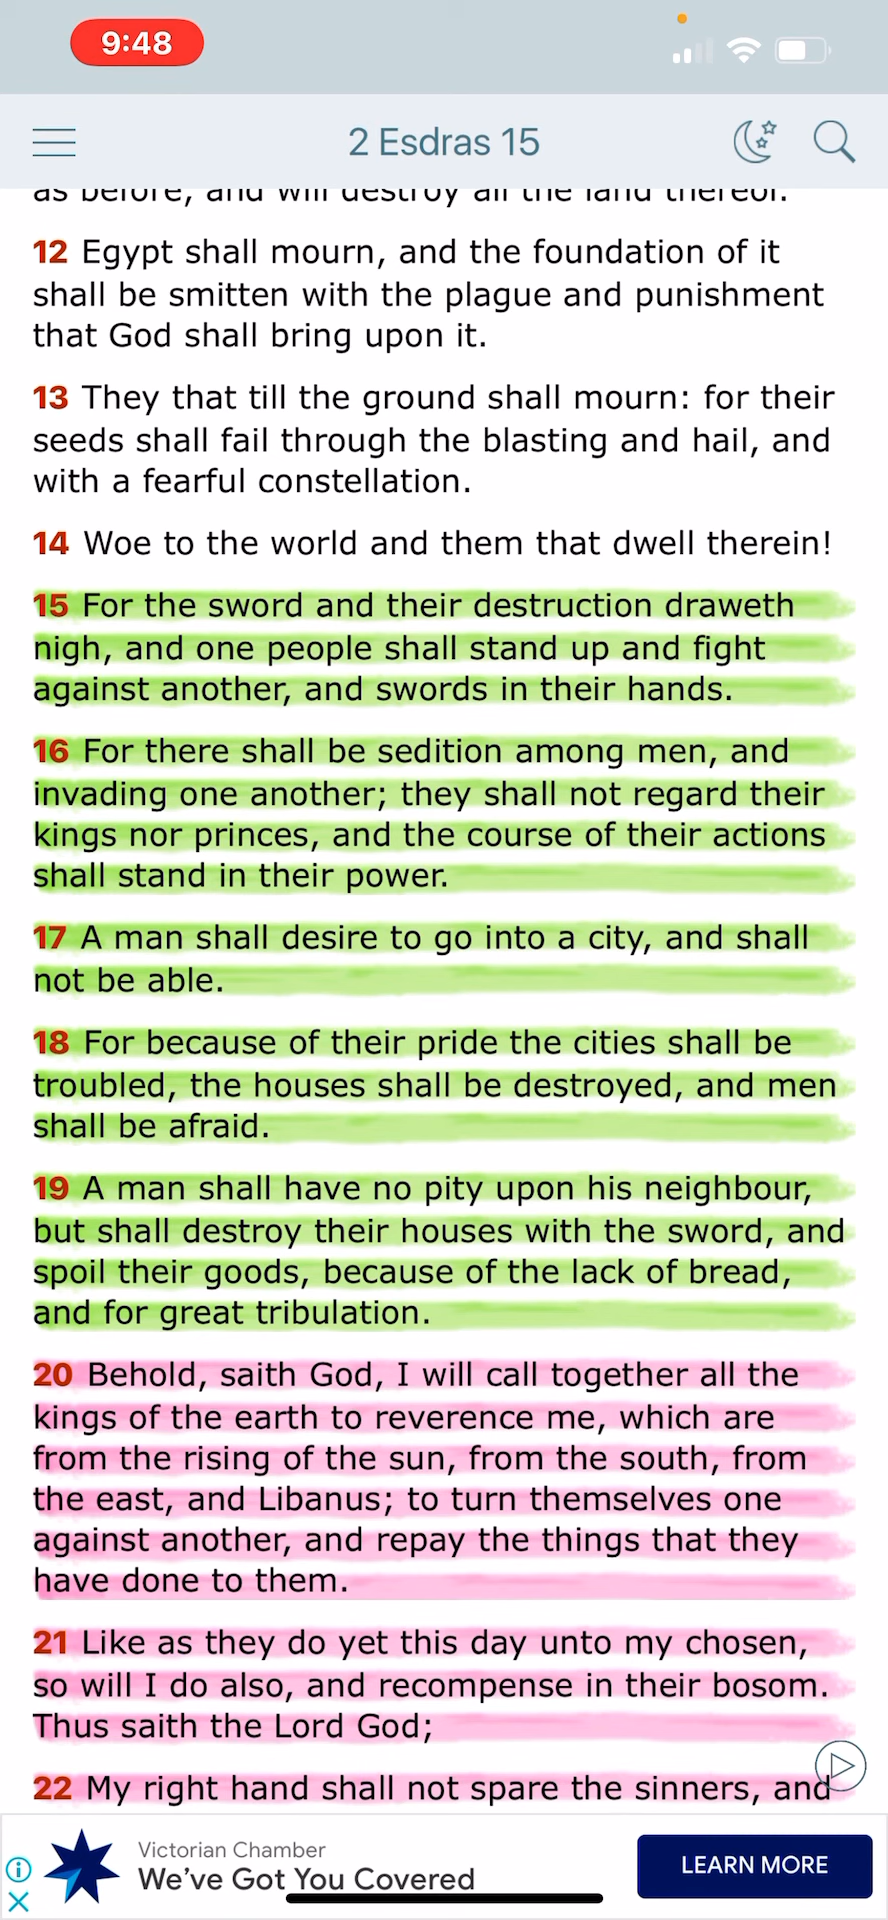 9:48
2 Esdras 15
as before, and will destroy all the land thereof.
12 Egypt shall mourn, and the foundation of it
shall be smitten with the plague and punishment
that God shall bring upon it.
13 They that till the ground shall mourn: for their
seeds shall fail through the blasting and hail, and
with a fearful constellation.
14 Woe to the world and them that dwell therein!
15 For the sword and their destruction draweth
nigh, and one people shall stand up and fight
against another, and swords in their hands.
16 For there shall be sedition among men, and
invading one another; they shall not regard their
kings nor princes, and the course of their actions
shall stand in their power.
17 A man shall desire to go into a city, and shall
not be able.
18 For because of their pride the cities shall be
troubled, the houses shall be destroyed, and men
shall be afraid.
19 A man shall have no pity upon his neighbour,
but shall destroy their houses with the sword, and
spoil their goods, because of the lack of bread,
and for great tribulation.
20 Behold, saith God, I will call together all the
kings of the earth to reverence me, which are
from the rising of the sun, from the south, from
the east, and Libanus; to turn themselves one
against another, and repay the things that they
have done to them.
21 Like as they do yet this day unto my chosen,
so will I do also, and recompense in their bosom.
Thus saith the Lord God;
22 My right hand shall not spare the sinners, and
Victorian Chamber
We've Got You Covered
LEARN MORE